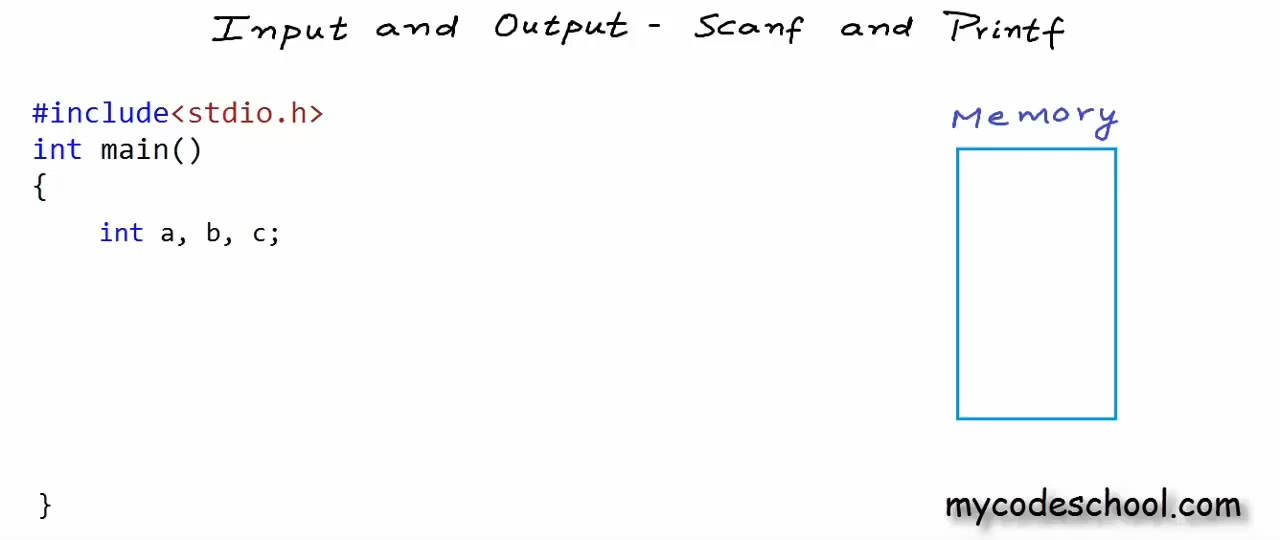 Input and Output - Scanf and Printf
#include<stdio.h>
int main()
{
int a, b, c;
}
Memory
mycodeschool.com